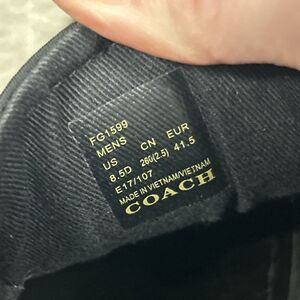 FG1599
MENS
US CN EUR
8.5D 260(2.5) 41.5
E17/107
MADE IN VIETNAM/VIETNAM
COACH